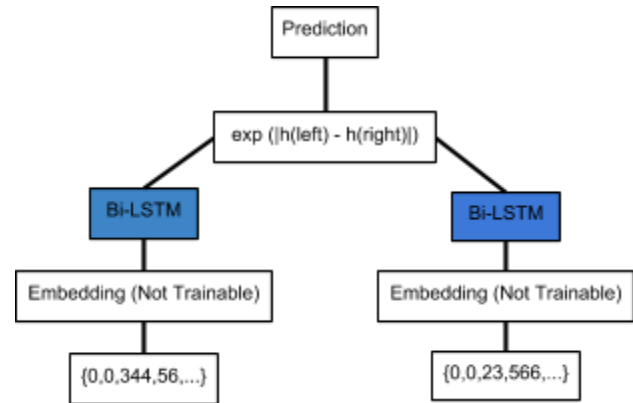 Prediction
exp (|h(left) - h(right)|)
Bi-LSTM
Bi-LSTM
Embedding (Not Trainable)
Embedding (Not Trainable)
{0,0,344,56,...}
{0,0,23,566,...}